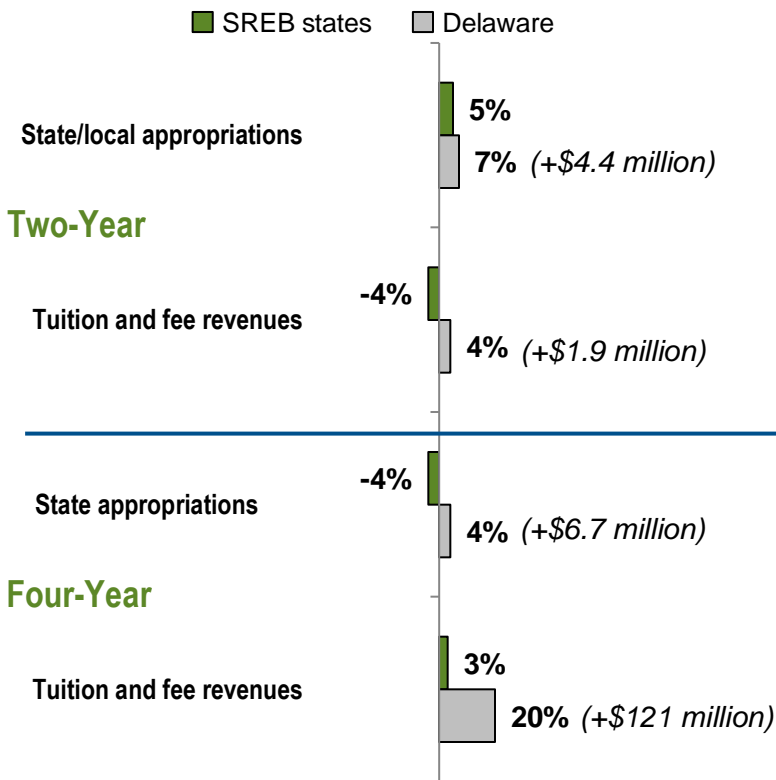 SREB states Delaware
5%
State/local appropriations
7% (+$4.4 million)
Two-Year
-4%
Tuition and fee revenues
4% (+$1.9 million)
-4%
State appropriations
4% (+$6.7 million)
Four-Year
3%
Tuition and fee revenues
20% (+$121 million)